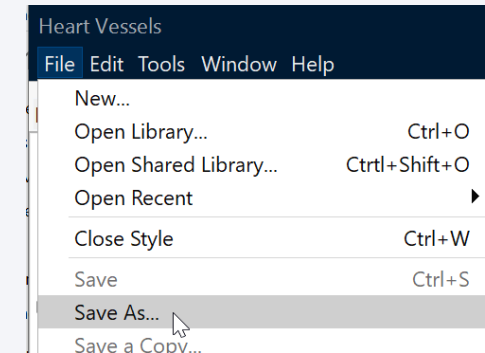 Heart Vessels
File Edit Tools Window Help
New...
Open Library... Ctrl+O
Open Shared Library... Ctrtl+Shift+O
Open Recent
Close Style Ctrl+W
Save Ctrl+S
Save As...
Save a Copy...